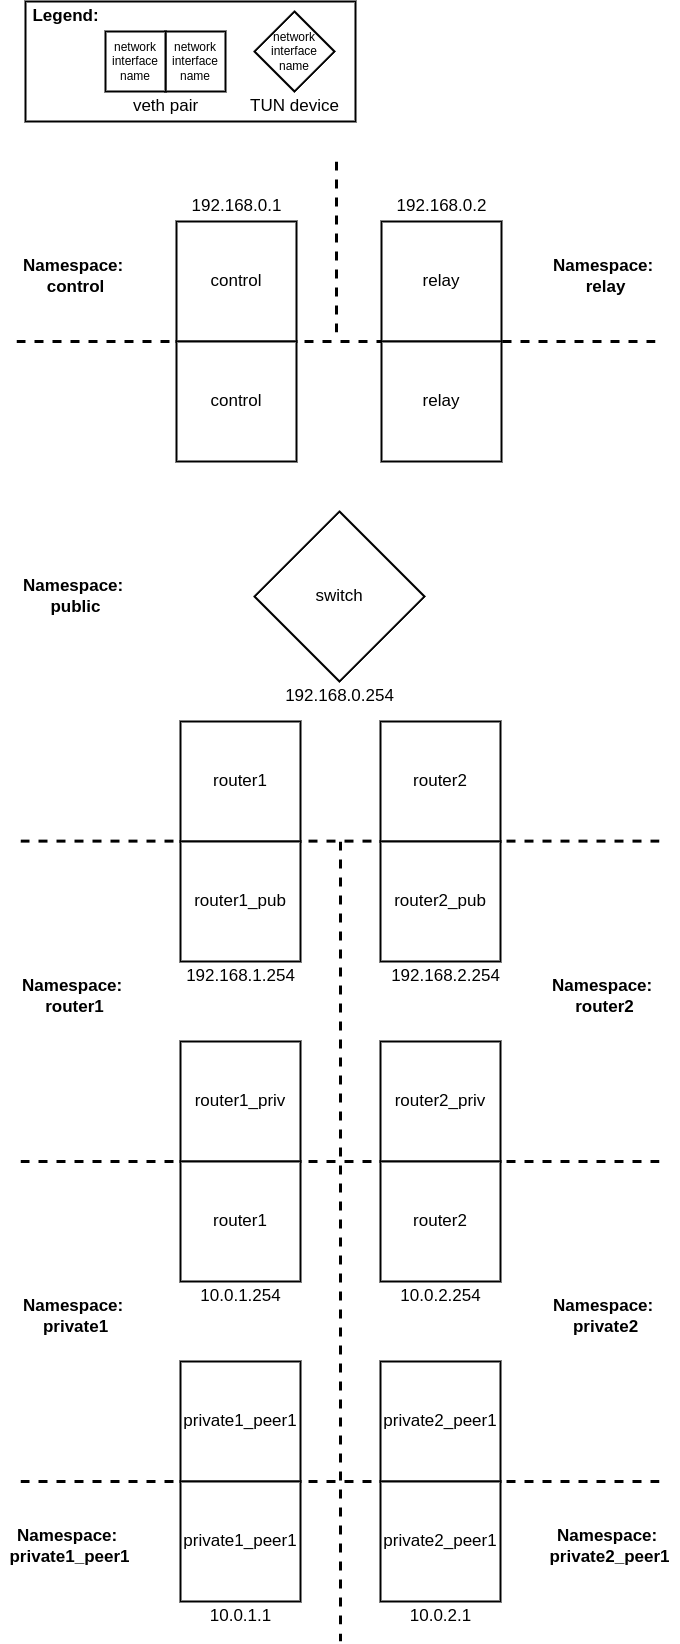 Legend:
network
interface
name
network
interface
name
network
interface
name
veth pair
TUN device
192.168.0.1
192.168.0.2
Namespace:
control
control
relay
Namespace:
relay
control
relay
Namespace:
public
switch
192.168.0.254
router1
router2
router1_pub
router2_pub
192.168.1.254
192.168.2.254
Namespace:
router1
Namespace:
router2
router1_priv
router2_priv
router1
router2
10.0.1.254
10.0.2.254
Namespace:
private1
Namespace:
private2
private1_peer1
private2_peer1
Namespace:
private1_peer1
private1_peer1
private2_peer1
Namespace:
private2_peer1
10.0.1.1
10.0.2.1